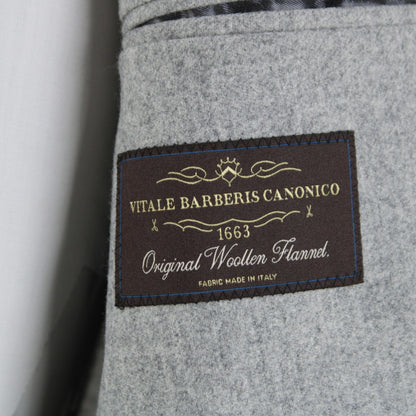 VITALE BARBERIS CANONICO
1663
Original Woollen Flannel.
FABRIC MADE IN ITALY